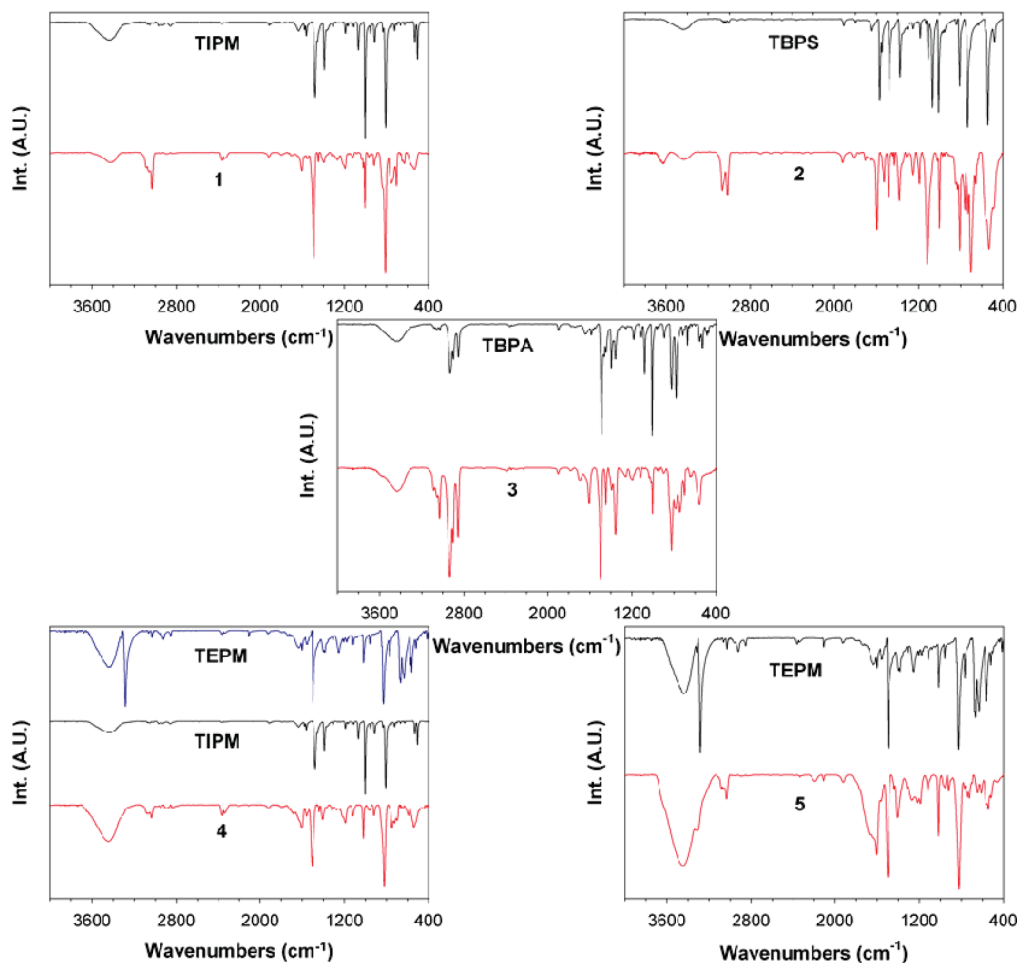 TIPM
1
Int. (A.U.)
3600 2800 2000 1200 400
Wavenumbers (cm⁻¹)
TBPS
2
Int. (A.U.)
3600 2800 2000 1200 400
Wavenumbers (cm⁻¹)
TBPA
3
Int. (A.U.)
3600 2800 2000 1200 400
Wavenumbers (cm⁻¹)
TEPM
TIPM
4
Int. (A.U.)
3600 2800 2000 1200 400
Wavenumbers (cm⁻¹)
TEPM
5
Int. (A.U.)
3600 2800 2000 1200 400
Wavenumbers (cm⁻¹)